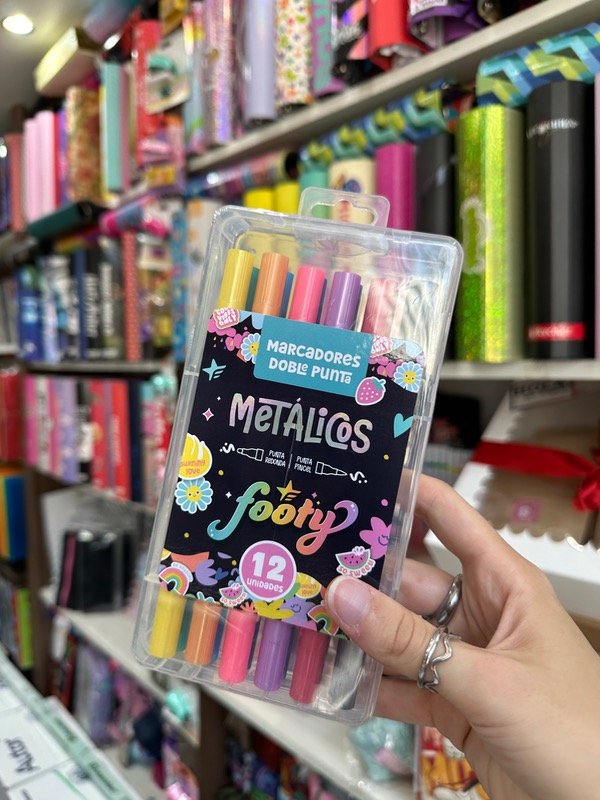 MARCADORES
DOBLE PUNTA
METÁLICOS
PUNTA
REDONDA
PUNTA
PINCEL
footy
12
UNIDADES